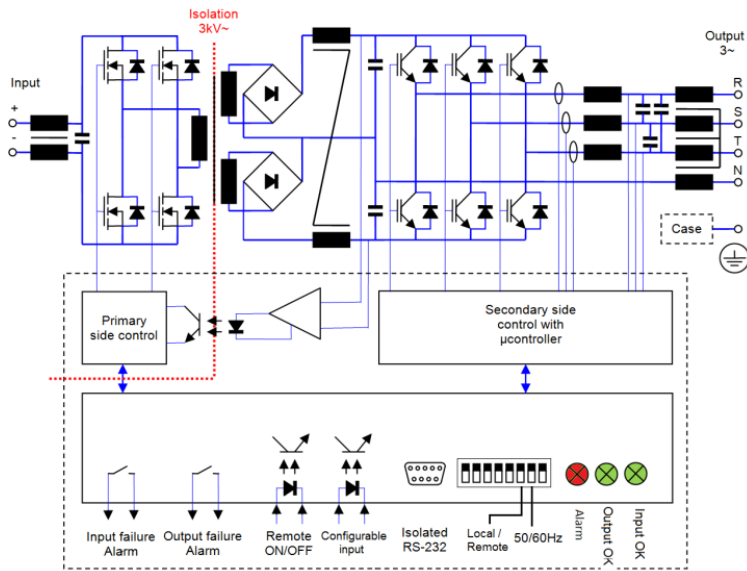 Isolation
3kV~
Output
3~
Input
+
-
R
S
T
N
Case
Primary
side control
Secondary side
control with
µcontroller
Input failure
Alarm
Output failure
Alarm
Remote
ON/OFF
Configurable
input
Isolated
RS-232
Local /
Remote
50/60Hz
Alarm
Output OK
Input OK